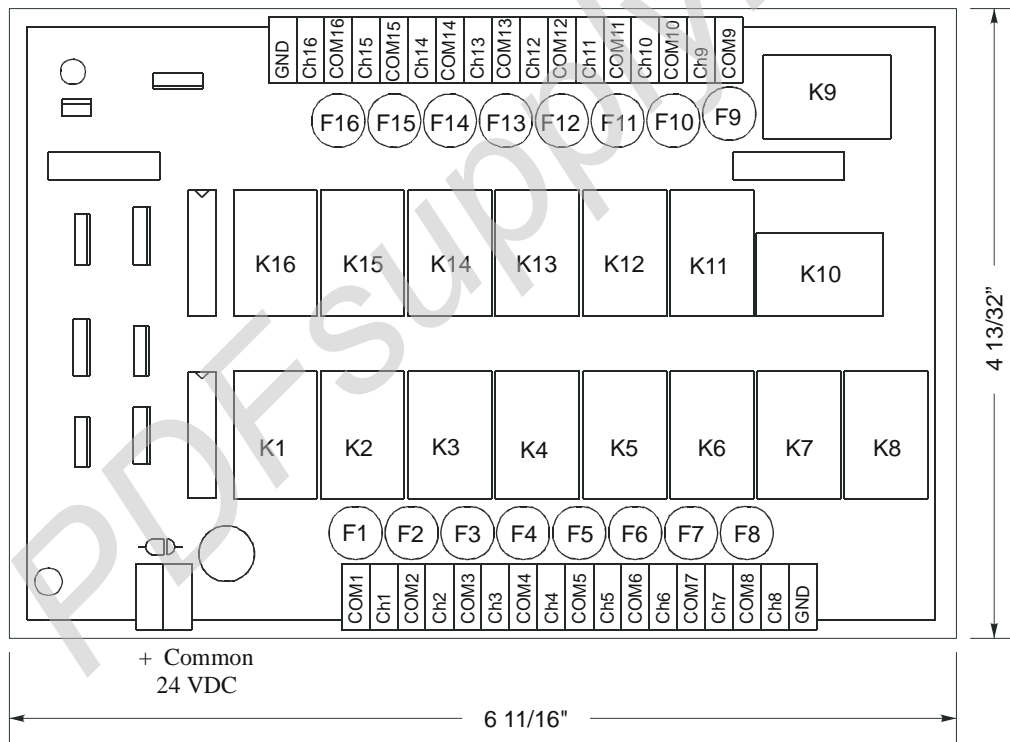 GND Ch16 COM16 Ch15 COM15 Ch14 COM14 Ch13 COM13 Ch12 COM12 Ch11 COM11 Ch10 COM10 Ch9 COM9
K9
F16 F15 F14 F13 F12 F11 F10 F9
K16 K15 K14 K13 K12 K11 K10
4 13/32”
K1 K2 K3 K4 K5 K6 K7 K8
F1 F2 F3 F4 F5 F6 F7 F8
COM1 Ch1 COM2 Ch2 COM3 Ch3 COM4 Ch4 COM5 Ch5 COM6 Ch6 COM7 Ch7 COM8 Ch8 GND
+ Common
24 VDC
6 11/16"
PDFsupply.